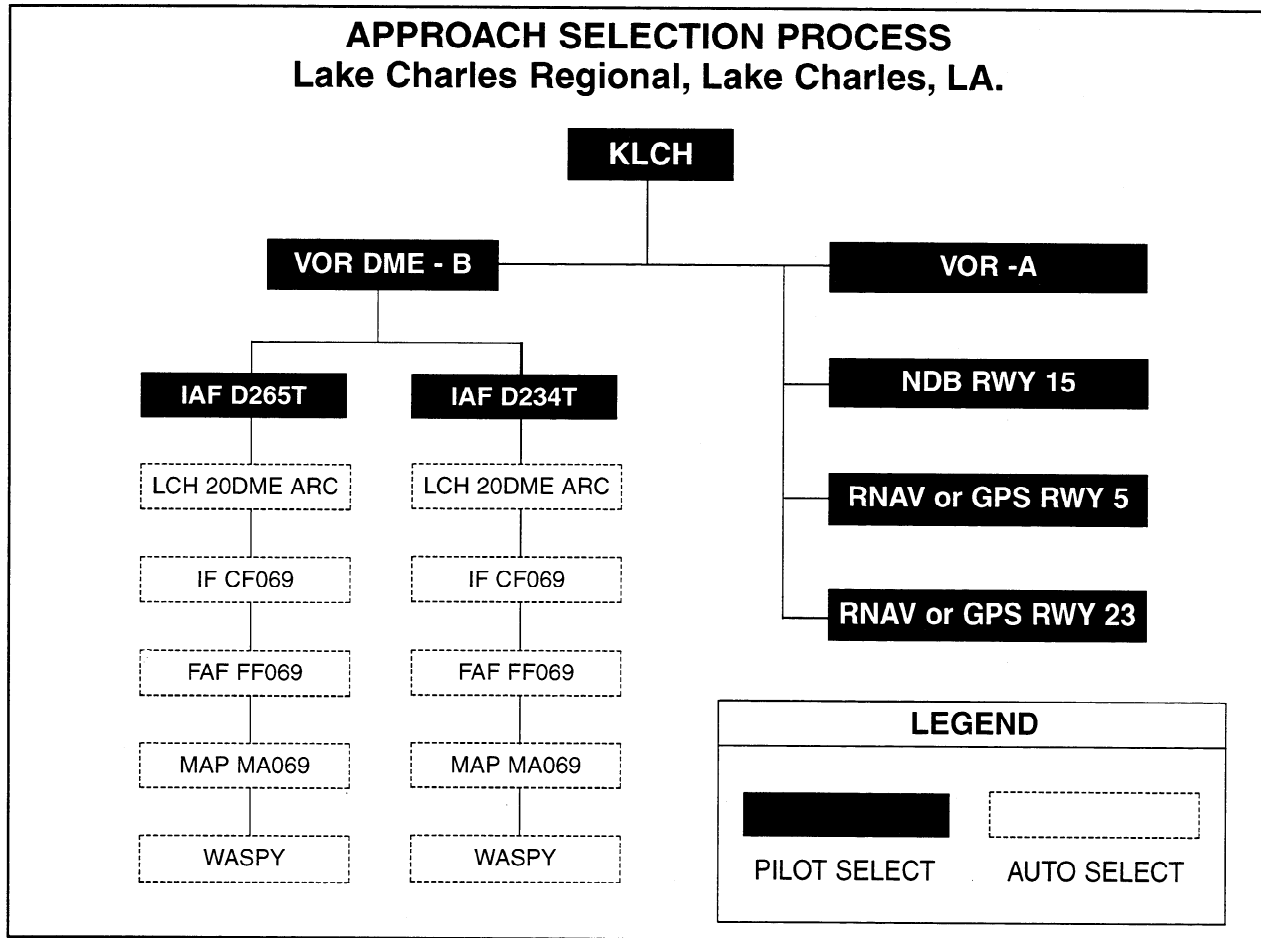 APPROACH SELECTION PROCESS
Lake Charles Regional, Lake Charles, LA.
KLCH
VOR DME - B
VOR -A
IAF D265T
IAF D234T
NDB RWY 15
LCH 20DME ARC
LCH 20DME ARC
RNAV or GPS RWY 5
IF CF069
IF CF069
RNAV or GPS RWY 23
FAF FF069
FAF FF069
MAP MA069
MAP MA069
WASPY
WASPY
LEGEND
PILOT SELECT
AUTO SELECT